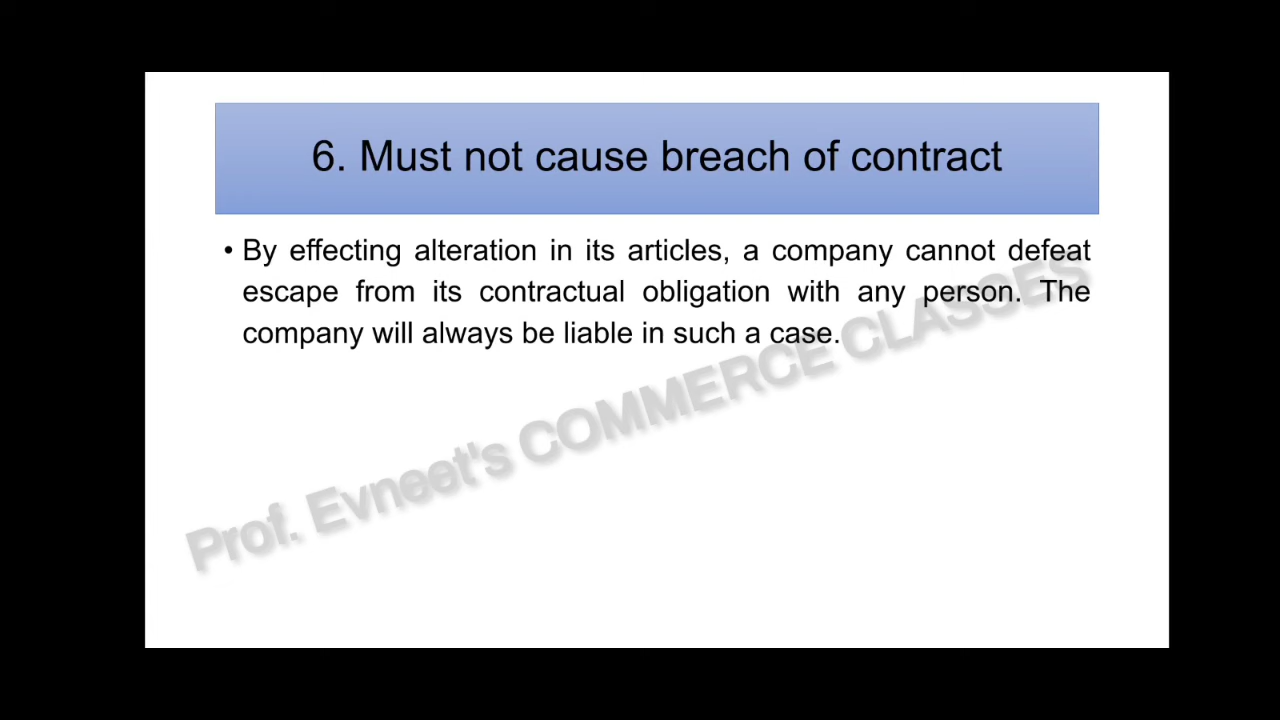 6. Must not cause breach of contract
• By effecting alteration in its articles, a company cannot defeat
escape from its contractual obligation with any person. The
company will always be liable in such a case.
Prof. Evneet's COMMERCE CLASSES